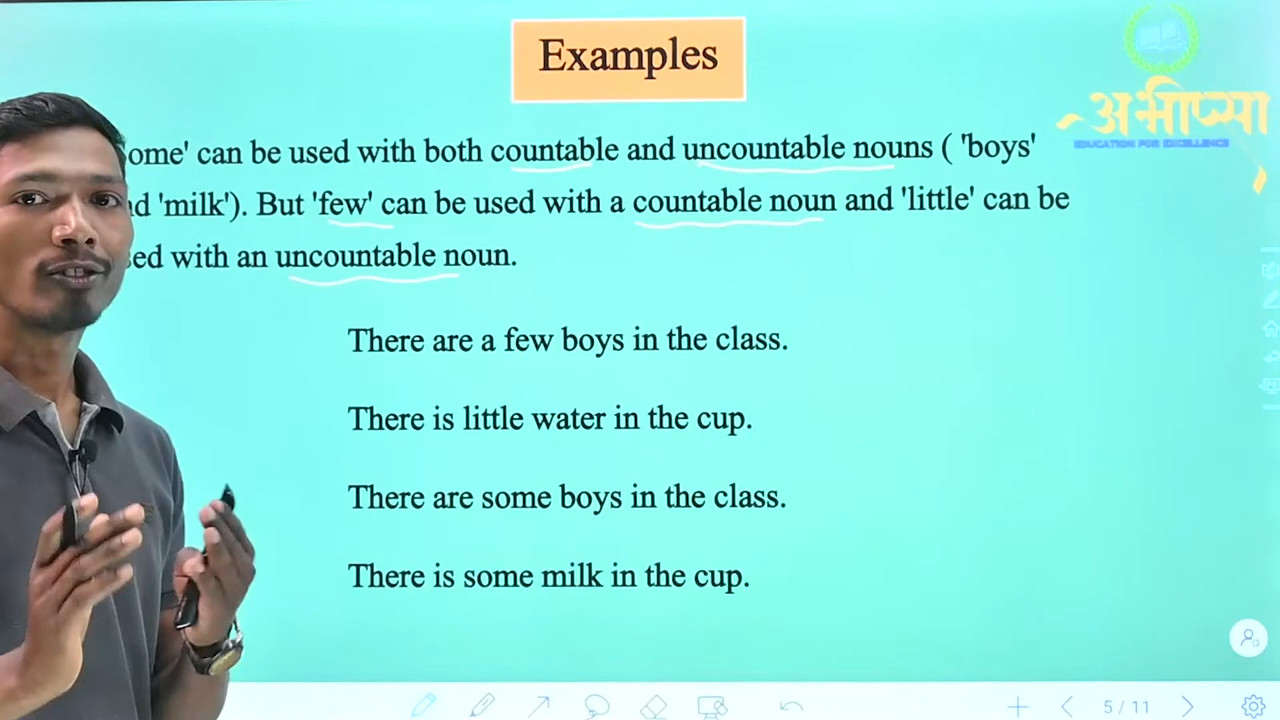 Examples
अभीप्सा
EDUCATION FOR EXCELLENCE
ome' can be used with both countable and uncountable nouns ( 'boys'
d 'milk'). But 'few' can be used with a countable noun and 'little' can be
sed with an uncountable noun.
There are a few boys in the class.
There is little water in the cup.
There are some boys in the class.
There is some milk in the cup.
5 / 11